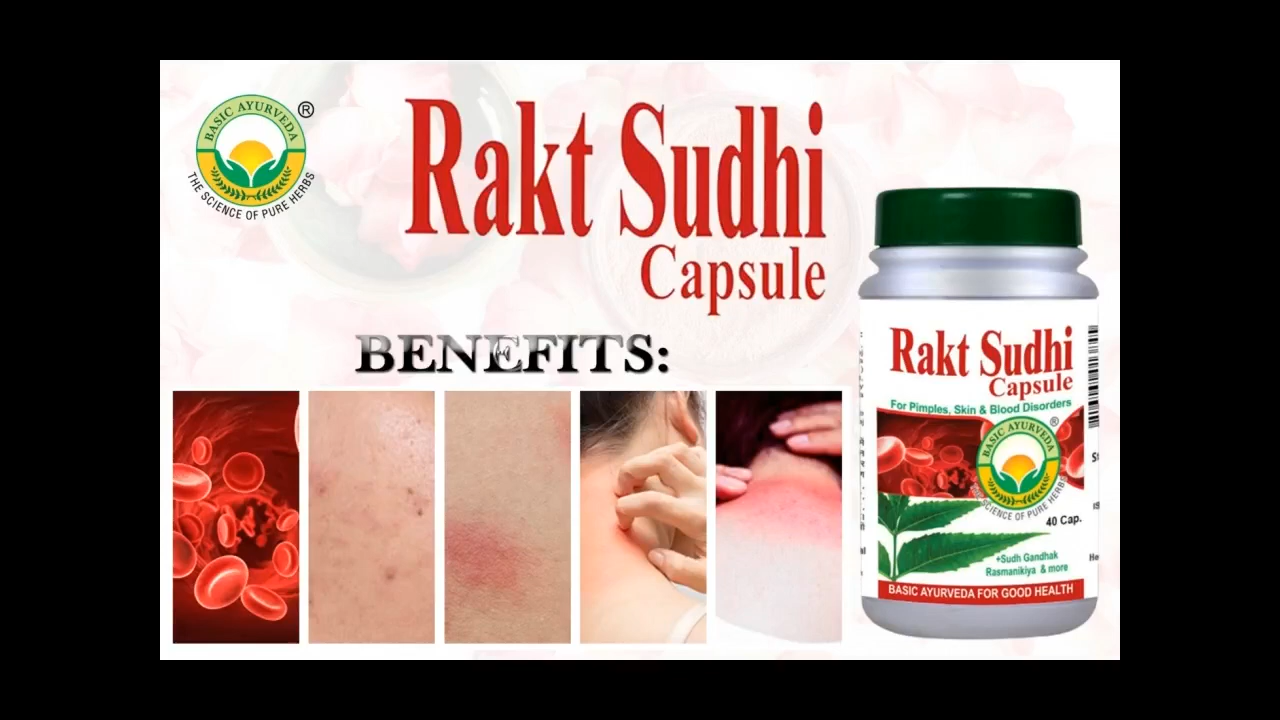 BASIC AYURVEDA
®
THE SCIENCE OF PURE HERBS
Rakt Sudhi
Capsule
BENEFITS:
Rakt Sudhi
Capsule
For Pimples, Skin & Blood Disorders
BASIC AYURVEDA
®
THE SCIENCE OF PURE HERBS
40 Cap.
+Sudh Gandhak
Rasmanikiya & more
BASIC AYURVEDA FOR GOOD HEALTH